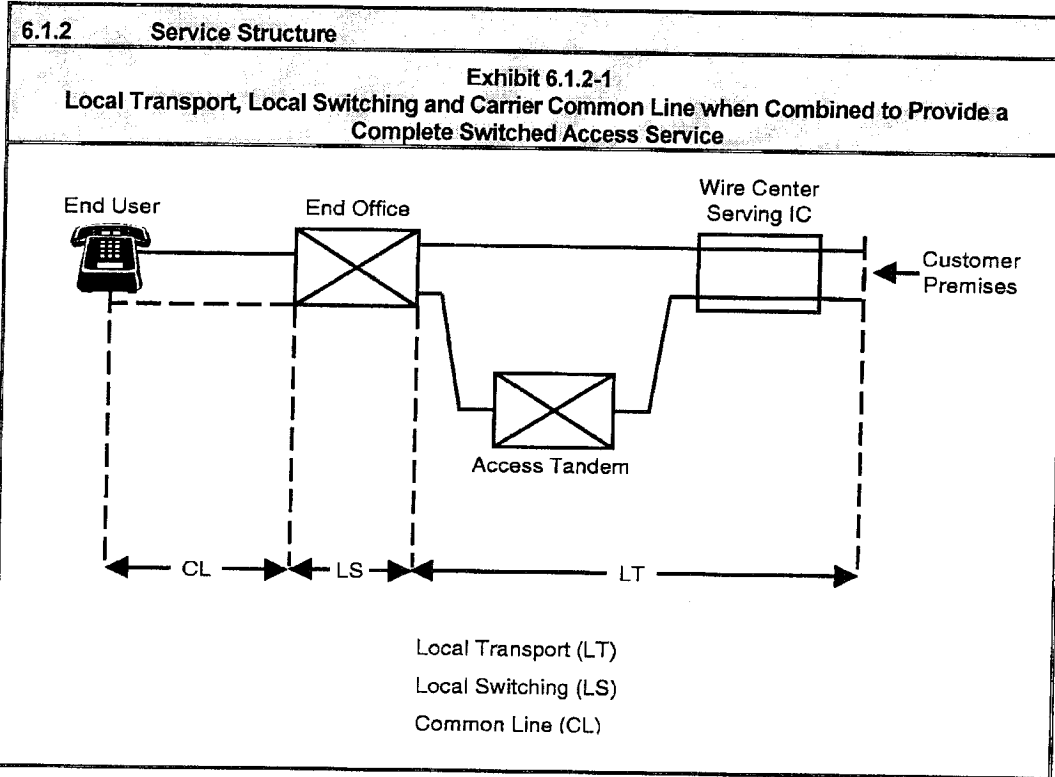 6.1.2 Service Structure
Exhibit 6.1.2-1
Local Transport, Local Switching and Carrier Common Line when Combined to Provide a
Complete Switched Access Service
End User
End Office
Wire Center
Serving IC
Customer
Premises
Access Tandem
CL
LS
LT
Local Transport (LT)
Local Switching (LS)
Common Line (CL)